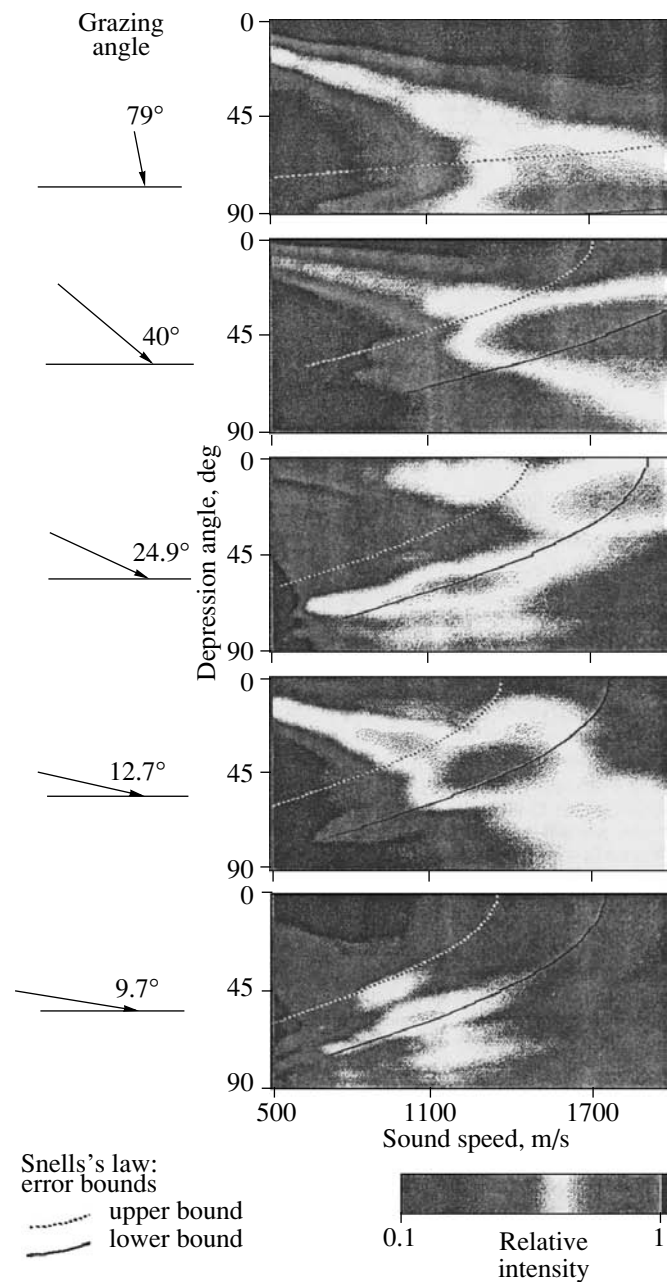 Grazing
angle
79°
40°
24.9°
12.7°
9.7°
Depression angle, deg
0
45
90
0
45
90
0
45
90
0
45
90
0
45
90
500 1100 1700
Sound speed, m/s
Snells's law:
error bounds
upper bound
lower bound
0.1 1
Relative
intensity